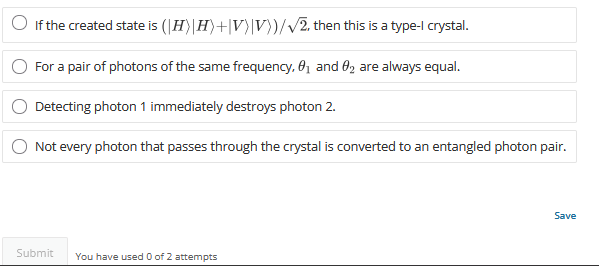 If the created state is (|H⟩|H⟩+|V⟩|V⟩)/√2, then this is a type-I crystal.
For a pair of photons of the same frequency, θ₁ and θ₂ are always equal.
Detecting photon 1 immediately destroys photon 2.
Not every photon that passes through the crystal is converted to an entangled photon pair.
Save
Submit
You have used 0 of 2 attempts